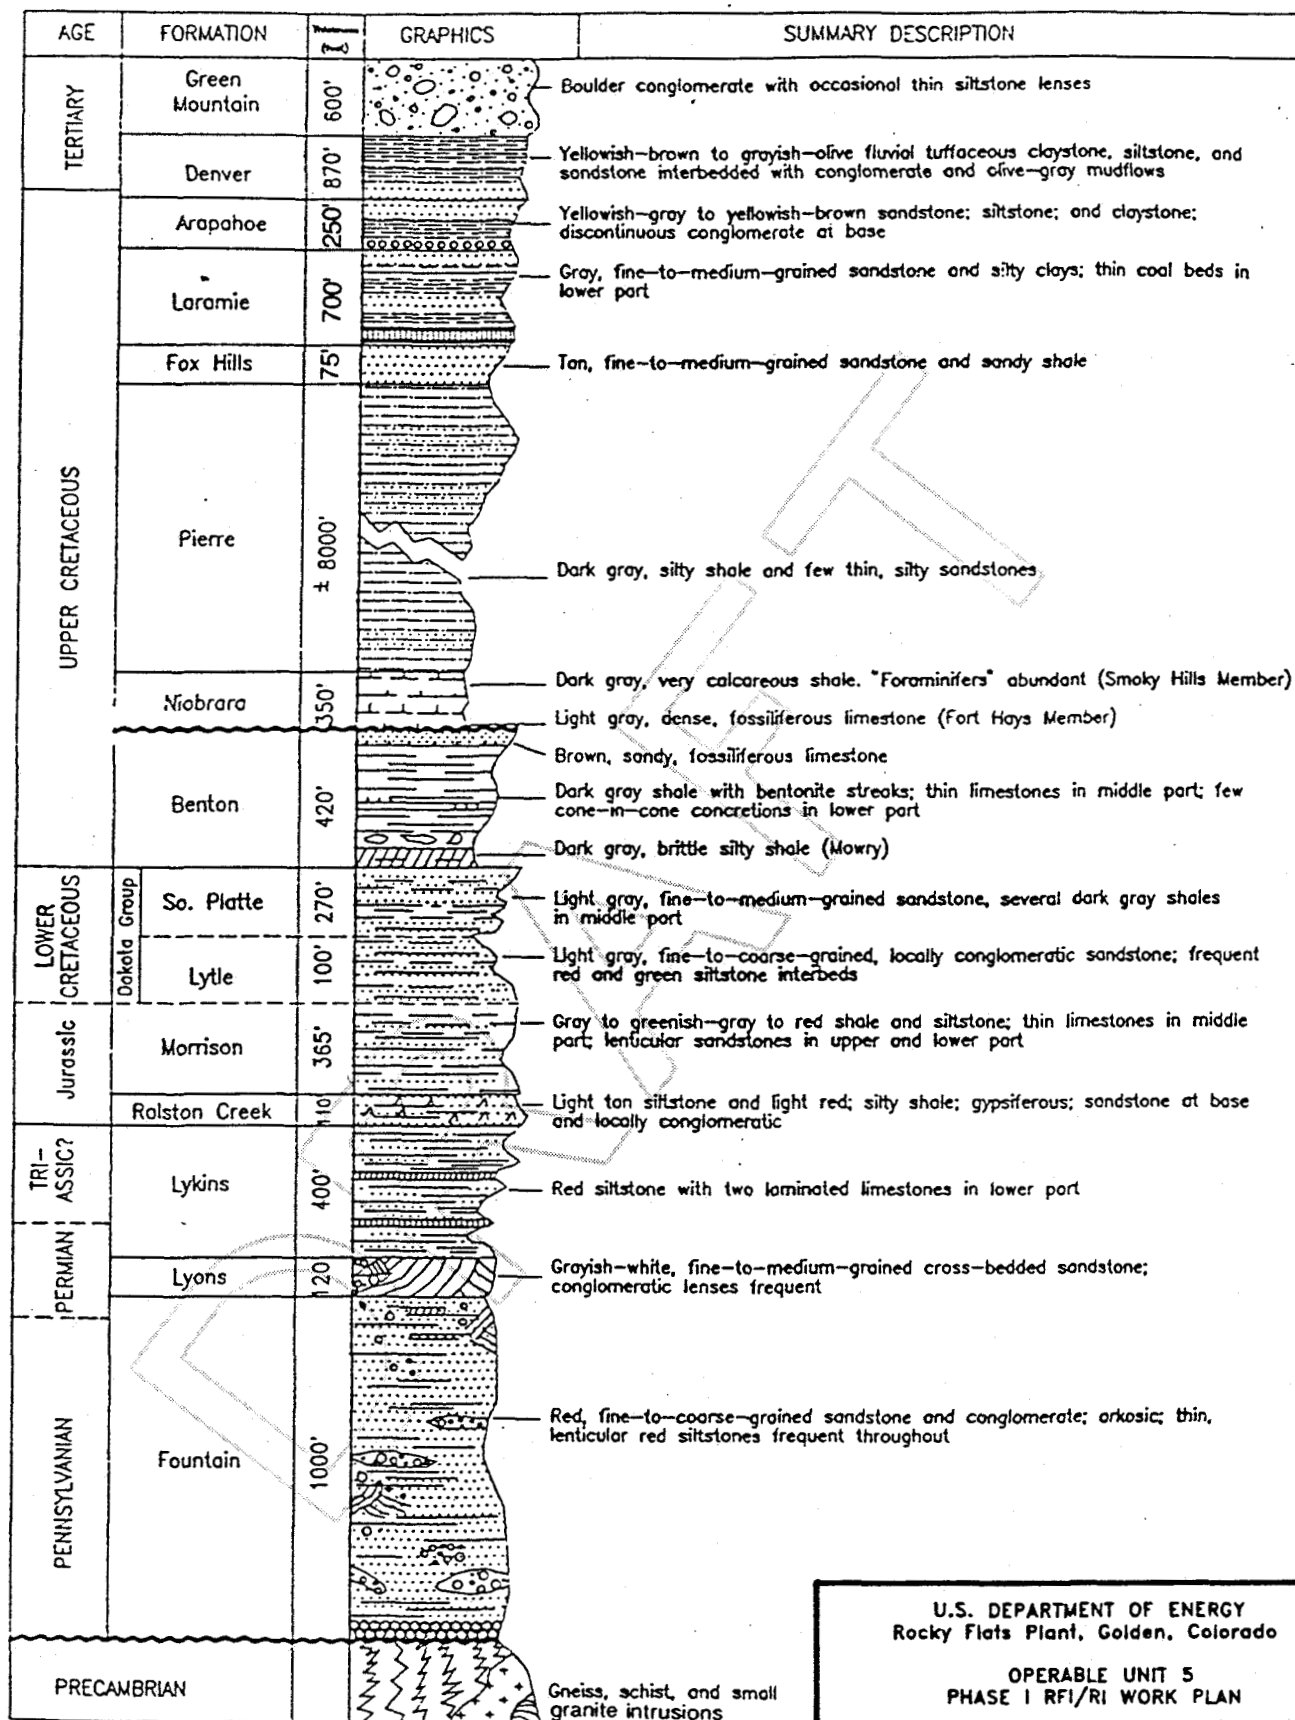 AGE FORMATION Thickness (feet) GRAPHICS SUMMARY DESCRIPTION
TERTIARY
Green
Mountain
600'
Boulder conglomerate with occasional thin siltstone lenses
Denver
870'
Yellowish-brown to grayish-olive fluvial tuffaceous claystone, siltstone, and
sandstone interbedded with conglomerate and olive-gray mudflows
UPPER CRETACEOUS
Arapahoe
250'
Yellowish-gray to yellowish-brown sandstone; siltstone; and claystone;
discontinuous conglomerate at base
Laramie
700'
Gray, fine-to-medium-grained sandstone and silty clays; thin coal beds in
lower part
Fox Hills
75'
Tan, fine-to-medium-grained sandstone and sandy shale
Pierre
± 8000'
Dark gray, silty shale and few thin, silty sandstones
Niobrara
350'
Dark gray, very calcareous shale. "Foraminifers" abundant (Smoky Hills Member)
Light gray, dense, fossiliferous limestone (Fort Hays Member)
Benton
420'
Brown, sandy, fossiliferous limestone
Dark gray shale with bentonite streaks; thin limestones in middle part; few
cone-in-cone concretions in lower part
Dark gray, brittle silty shale (Mowry)
LOWER
CRETACEOUS
Dakota Group
So. Platte
270'
Light gray, fine-to-medium-grained sandstone, several dark gray shales
in middle part
Lytle
100'
Light gray, fine-to-coarse-grained, locally conglomeratic sandstone; frequent
red and green siltstone interbeds
Jurassic
Morrison
365'
Gray to greenish-gray to red shale and siltstone; thin limestones in middle
part; lenticular sandstones in upper and lower part
Ralston Creek
110'
Light tan siltstone and light red; silty shale; gypsiferous; sandstone at base
and locally conglomeratic
TRI-
ASSIC?
Lykins
400'
Red siltstone with two laminated limestones in lower part
PERMIAN
Lyons
120'
Grayish-white, fine-to-medium-grained cross-bedded sandstone;
conglomeratic lenses frequent
PENNSYLVANIAN
Fountain
1000'
Red, fine-to-coarse-grained sandstone and conglomerate; arkosic; thin,
lenticular red siltstones frequent throughout
PRECAMBRIAN
Gneiss, schist, and small
granite intrusions
U.S. DEPARTMENT OF ENERGY
Rocky Flats Plant, Golden, Colorado
OPERABLE UNIT 5
PHASE I RFI/RI WORK PLAN
DRAFT